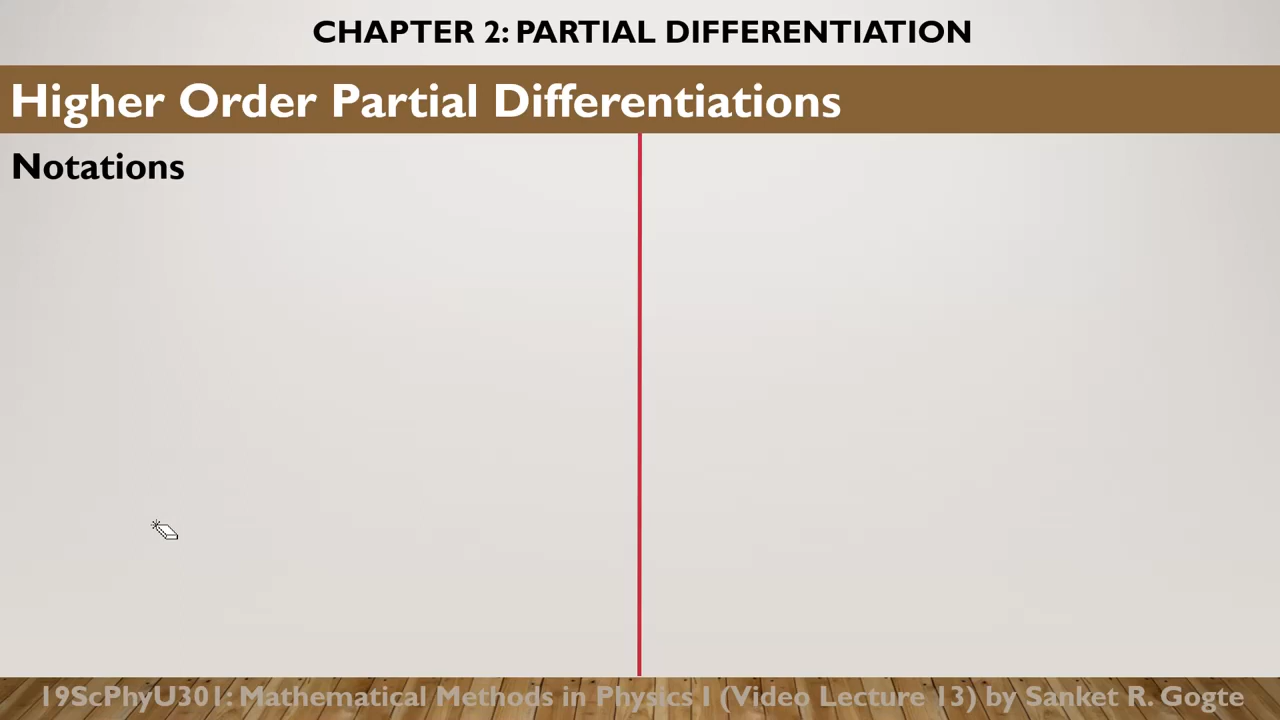 CHAPTER 2: PARTIAL DIFFERENTIATION
Higher Order Partial Differentiations
Notations
19ScPhyU301: Mathematical Methods in Physics I (Video Lecture 13) by Sanket R. Gogte